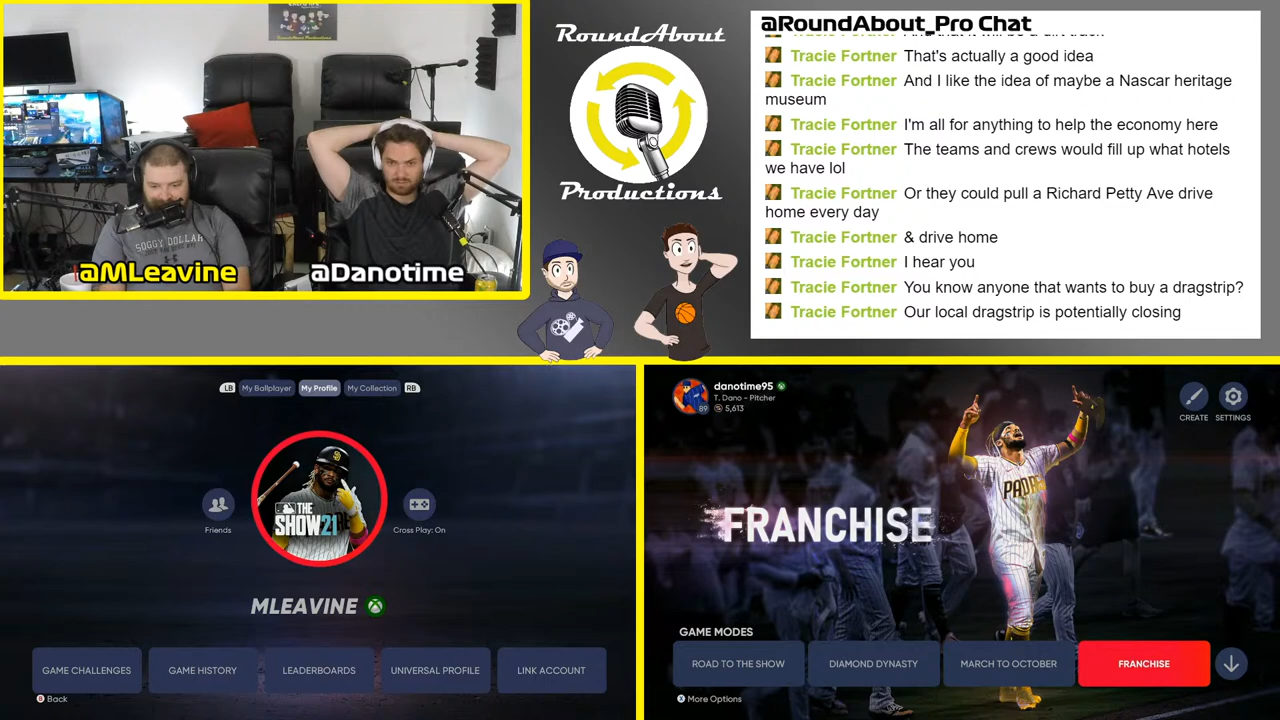 RoundAbout
Productions
SOGGY DOLLAR
@MLeavine
@Danotime
@RoundAbout_Pro Chat
Tracie Fortner That's actually a good idea
Tracie Fortner And I like the idea of maybe a Nascar heritage
museum
Tracie Fortner I'm all for anything to help the economy here
Tracie Fortner The teams and crews would fill up what hotels
we have lol
Tracie Fortner Or they could pull a Richard Petty Ave drive
home every day
Tracie Fortner & drive home
Tracie Fortner I hear you
Tracie Fortner You know anyone that wants to buy a dragstrip?
Tracie Fortner Our local dragstrip is potentially closing
LB My Ballplayer My Profile My Collection RB
Friends
THE
SHOW21
Cross Play: On
MLEAVINE
GAME CHALLENGES
GAME HISTORY
LEADERBOARDS
UNIVERSAL PROFILE
LINK ACCOUNT
B Back
danotime95
T. Dano - Pitcher
89
5,613
CREATE
SETTINGS
PADRES
FRANCHISE
GAME MODES
ROAD TO THE SHOW
DIAMOND DYNASTY
MARCH TO OCTOBER
FRANCHISE
X More Options